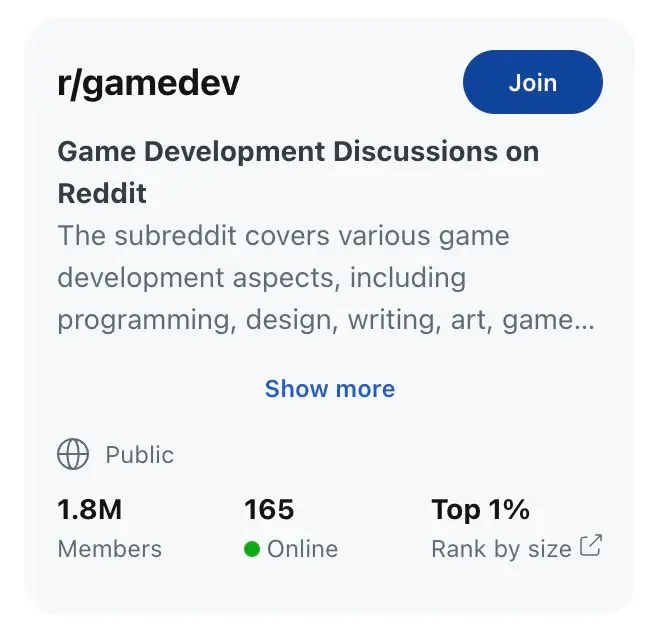 r/gamedev
Join
Game Development Discussions on
Reddit
The subreddit covers various game
development aspects, including
programming, design, writing, art, game...
Show more
Public
1.8M
165
Top 1%
Members
Online
Rank by size